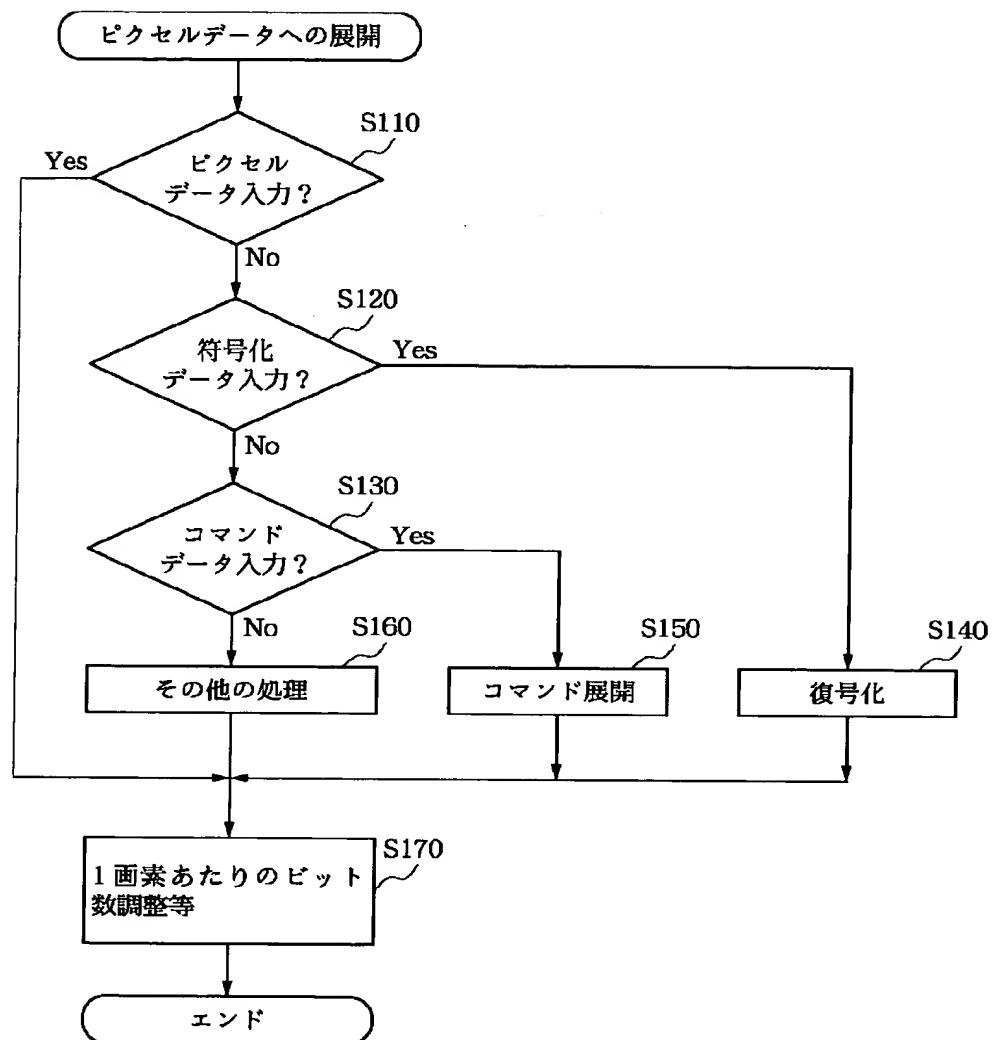 ピクセルデータへの展開
S110
Yes
ピクセル
データ入力?
No
S120
符号化
データ入力?
Yes
No
S130
コマンド
データ入力?
Yes
No
S160
その他の処理
S150
コマンド展開
S140
復号化
S170
1画素あたりのビット
数調整等
エンド